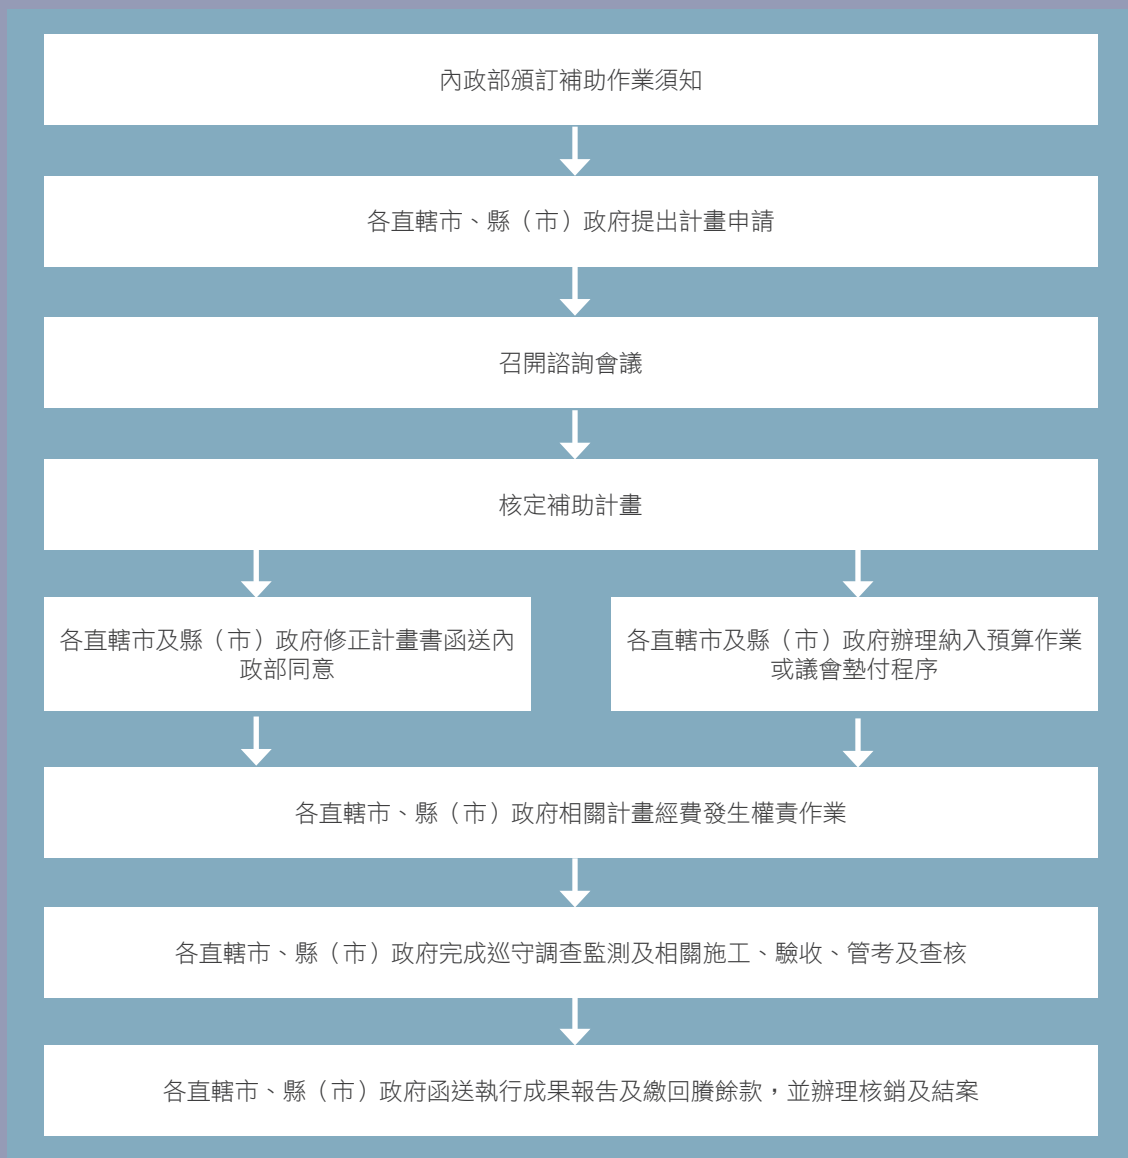 內政部頒訂補助作業須知
各直轄市、縣（市）政府提出計畫申請
召開諮詢會議
核定補助計畫
各直轄市及縣（市）政府修正計畫書函送內
政部同意
各直轄市及縣（市）政府辦理納入預算作業
或議會墊付程序
各直轄市、縣（市）政府相關計畫經費發生權責作業
各直轄市、縣（市）政府完成巡守調查監測及相關施工、驗收、管考及查核
各直轄市、縣（市）政府函送執行成果報告及繳回賸餘款，並辦理核銷及結案